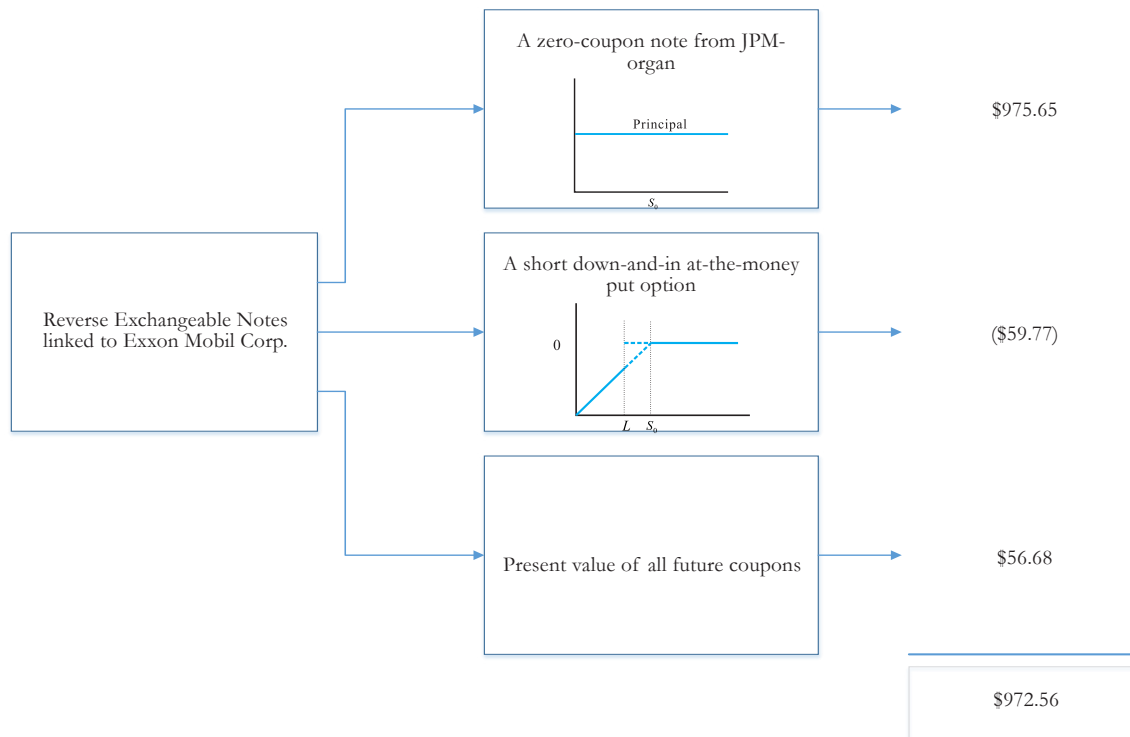 A zero-coupon note from JPM-
organ
Principal
S₀
$975.65
Reverse Exchangeable Notes
linked to Exxon Mobil Corp.
A short down-and-in at-the-money
put option
0
L S₀
($59.77)
Present value of all future coupons
$56.68
$972.56